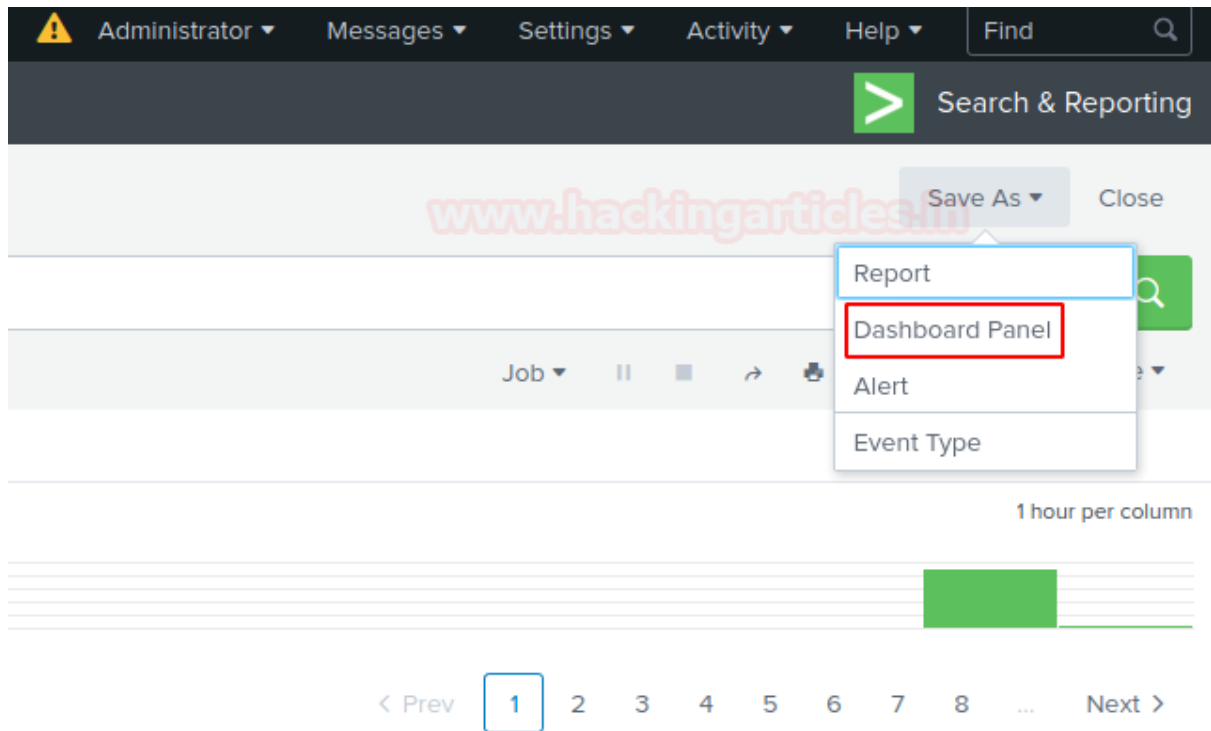 Administrator Messages Settings Activity Help Find
Search & Reporting
www.hackingarticles.in
Save As Close
Report
Dashboard Panel
Job
Alert
Event Type
1 hour per column
< Prev 1 2 3 4 5 6 7 8 ... Next >